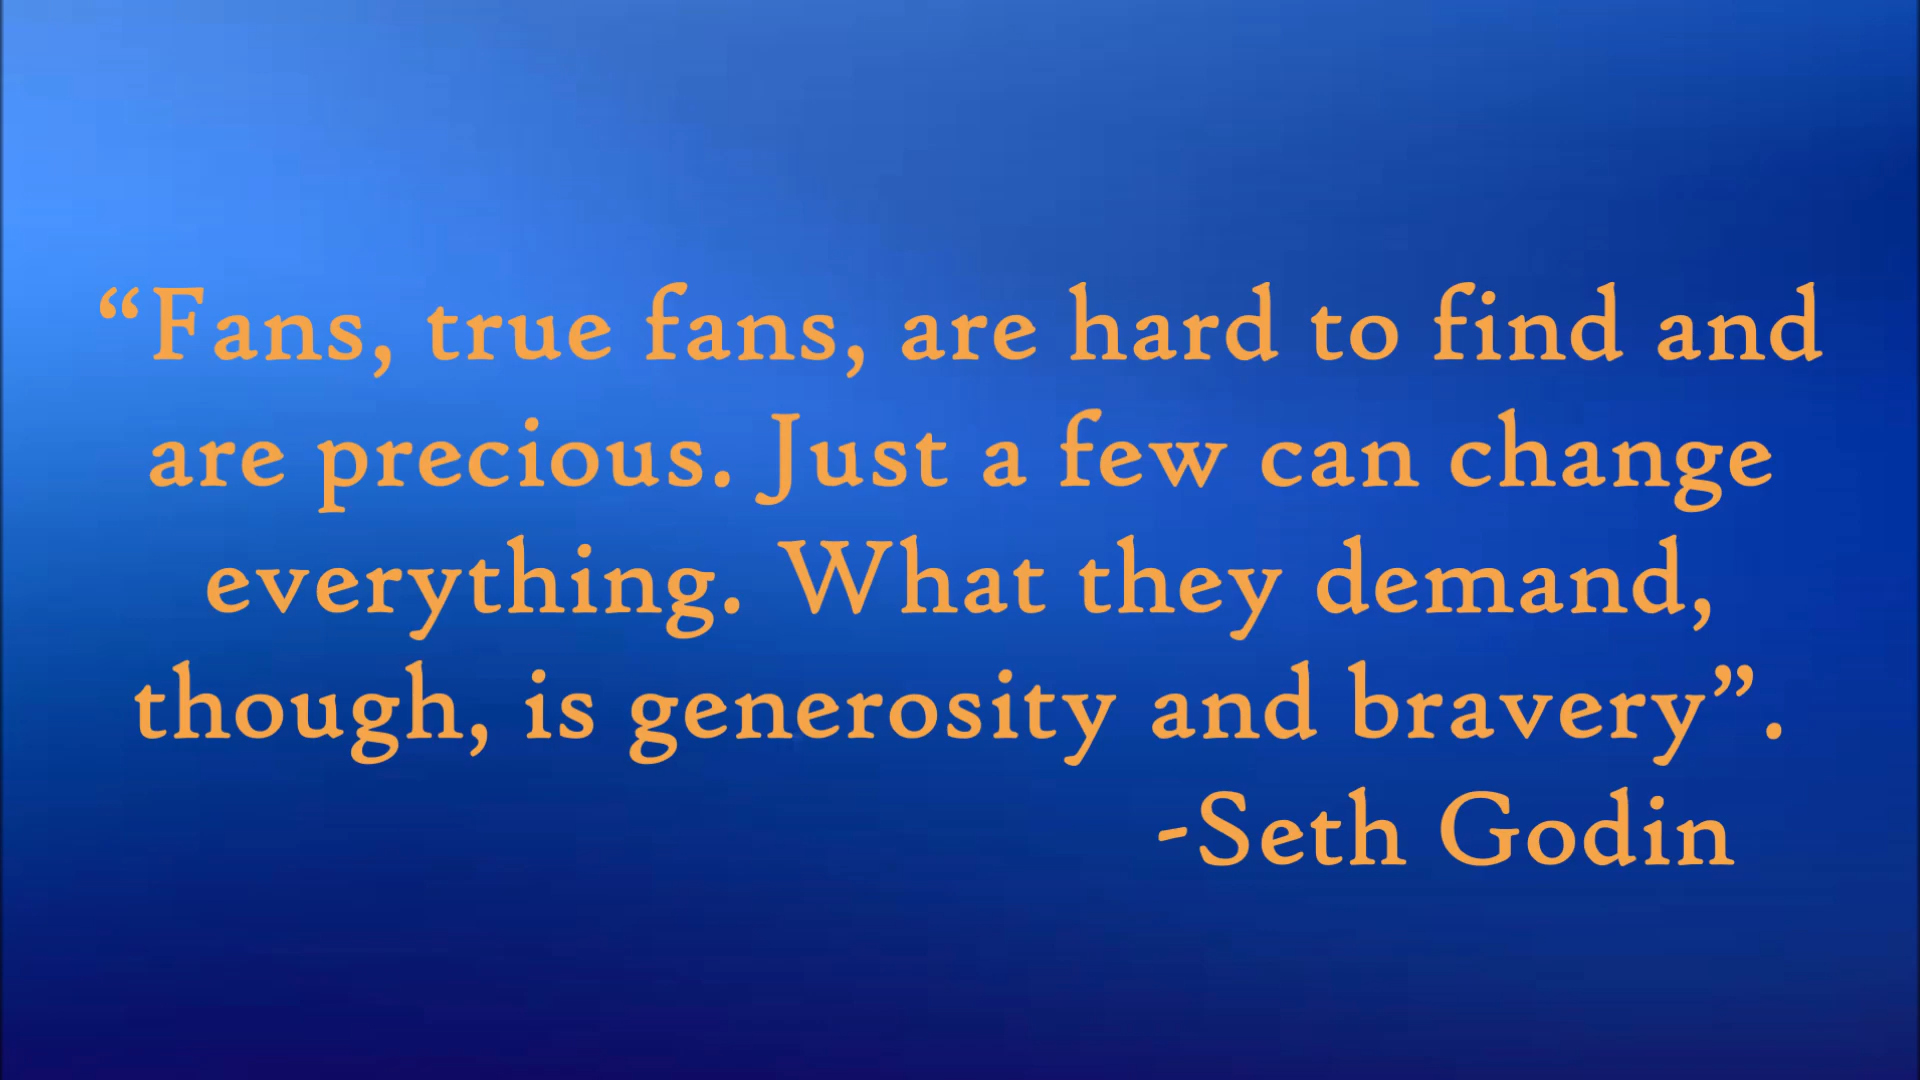 “Fans, true fans, are hard to find and
are precious. Just a few can change
everything. What they demand,
though, is generosity and bravery”.
-Seth Godin